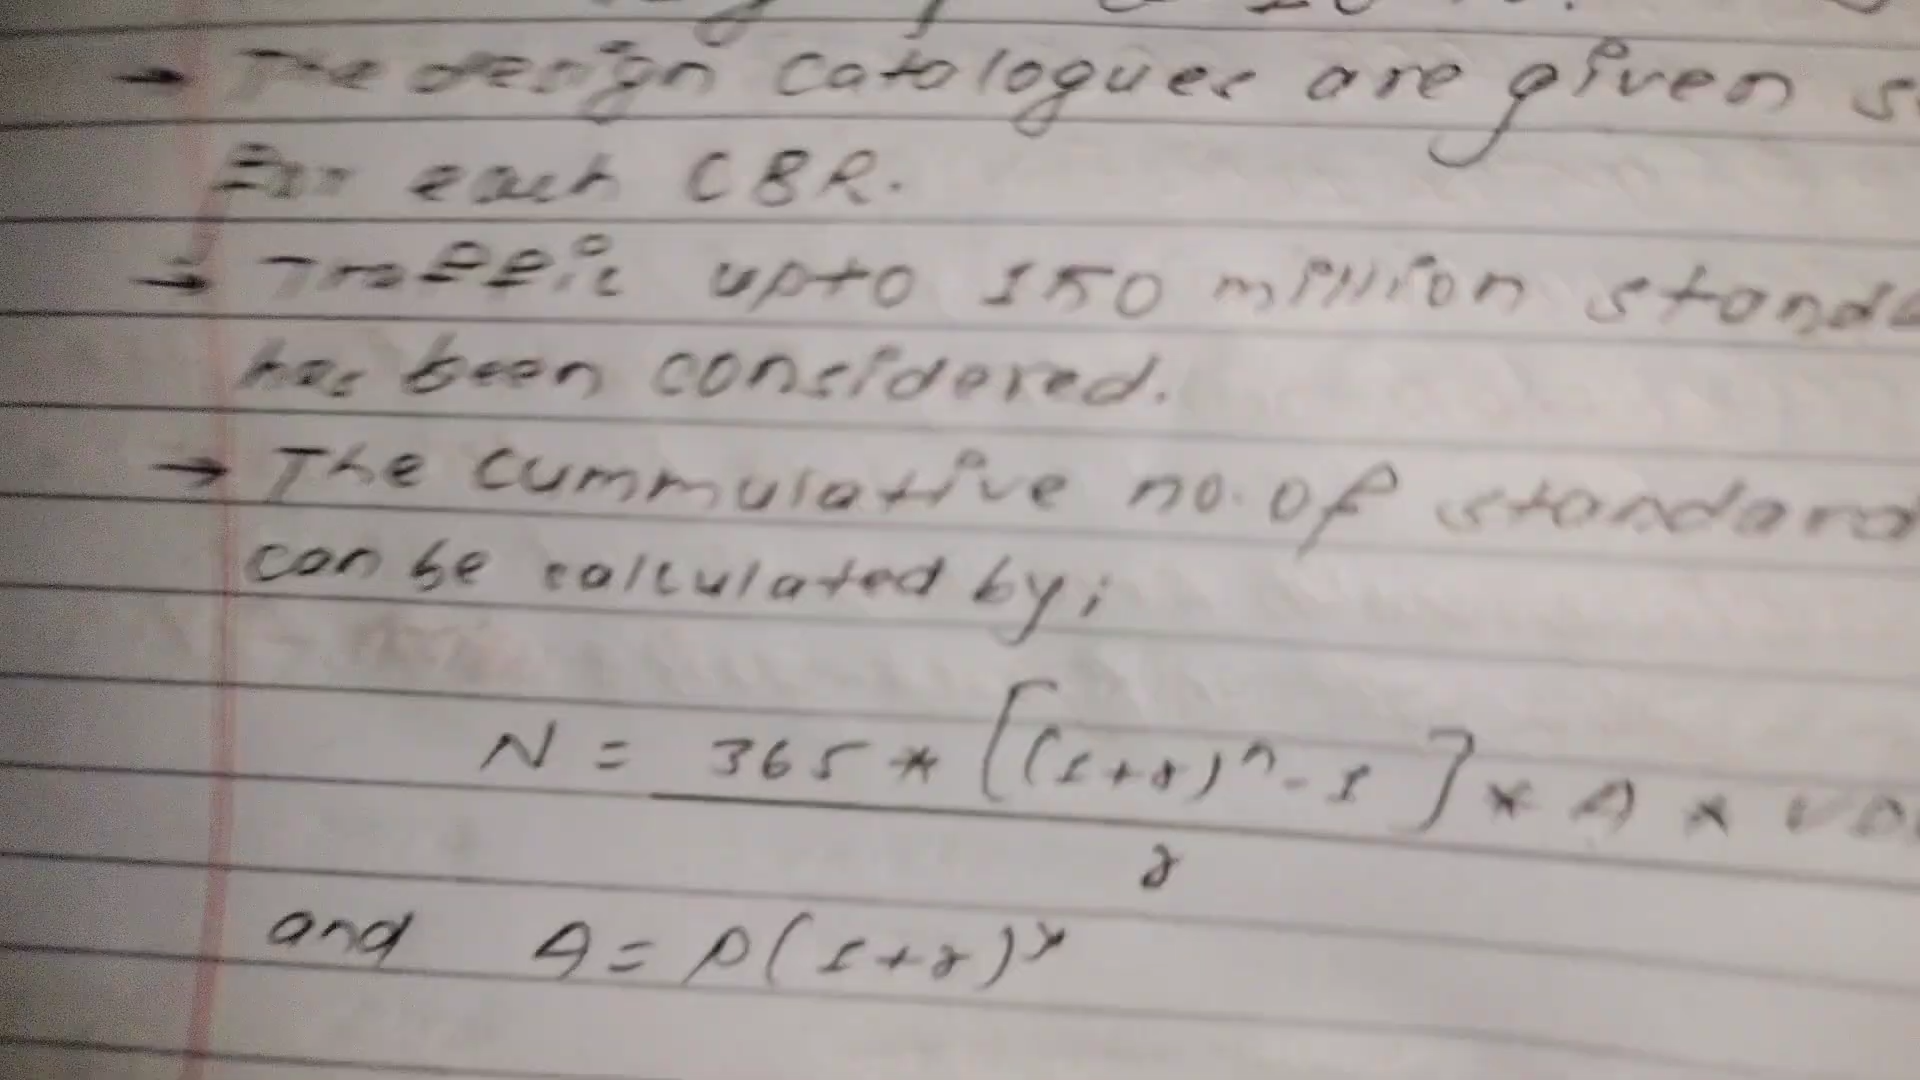 → The design catalogues are given
For each CBR.
→ Traffic upto 150 million
has been considered.
→ The cummulative no. of standard
can be calculated by;
N = 365 * [(1+r)ⁿ - 1] * A *
r
and A = P(1+r)ˣ